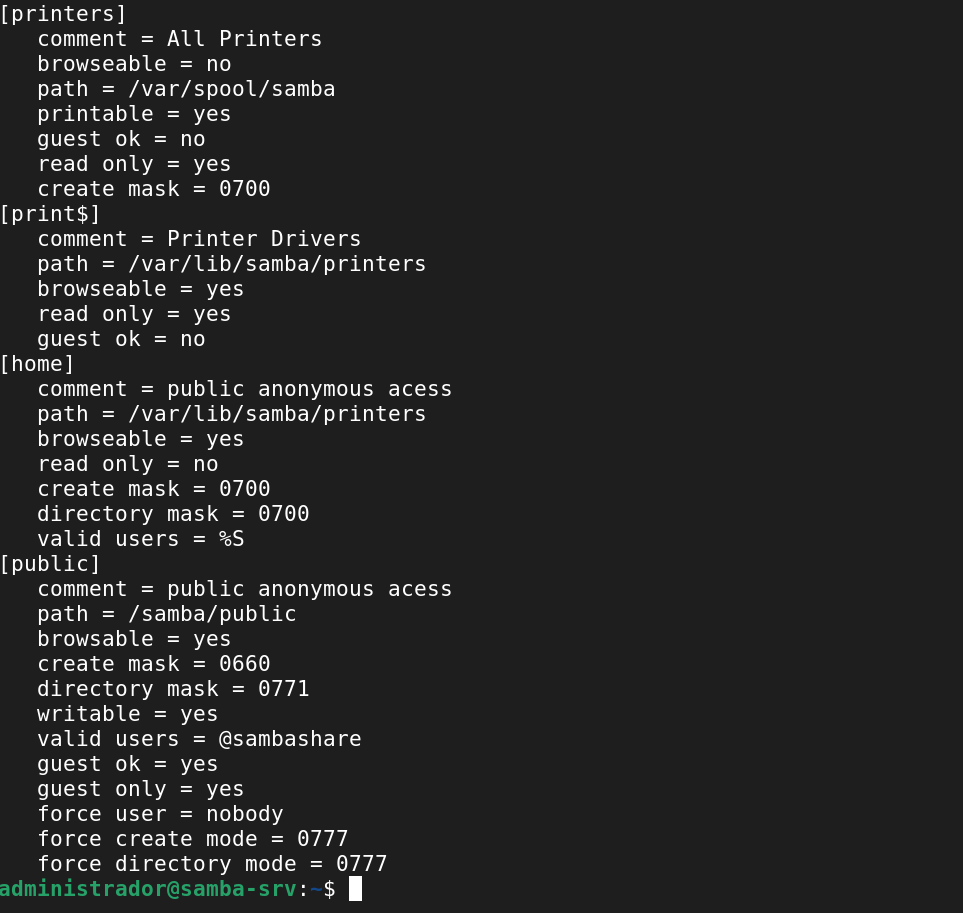 [printers]
   comment = All Printers
   browseable = no
   path = /var/spool/samba
   printable = yes
   guest ok = no
   read only = yes
   create mask = 0700
[print$]
   comment = Printer Drivers
   path = /var/lib/samba/printers
   browseable = yes
   read only = yes
   guest ok = no
[home]
   comment = public anonymous acess
   path = /var/lib/samba/printers
   browseable = yes
   read only = no
   create mask = 0700
   directory mask = 0700
   valid users = %S
[public]
   comment = public anonymous acess
   path = /samba/public
   browsable = yes
   create mask = 0660
   directory mask = 0771
   writable = yes
   valid users = @sambashare
   guest ok = yes
   guest only = yes
   force user = nobody
   force create mode = 0777
   force directory mode = 0777
administrador@samba-srv:~$